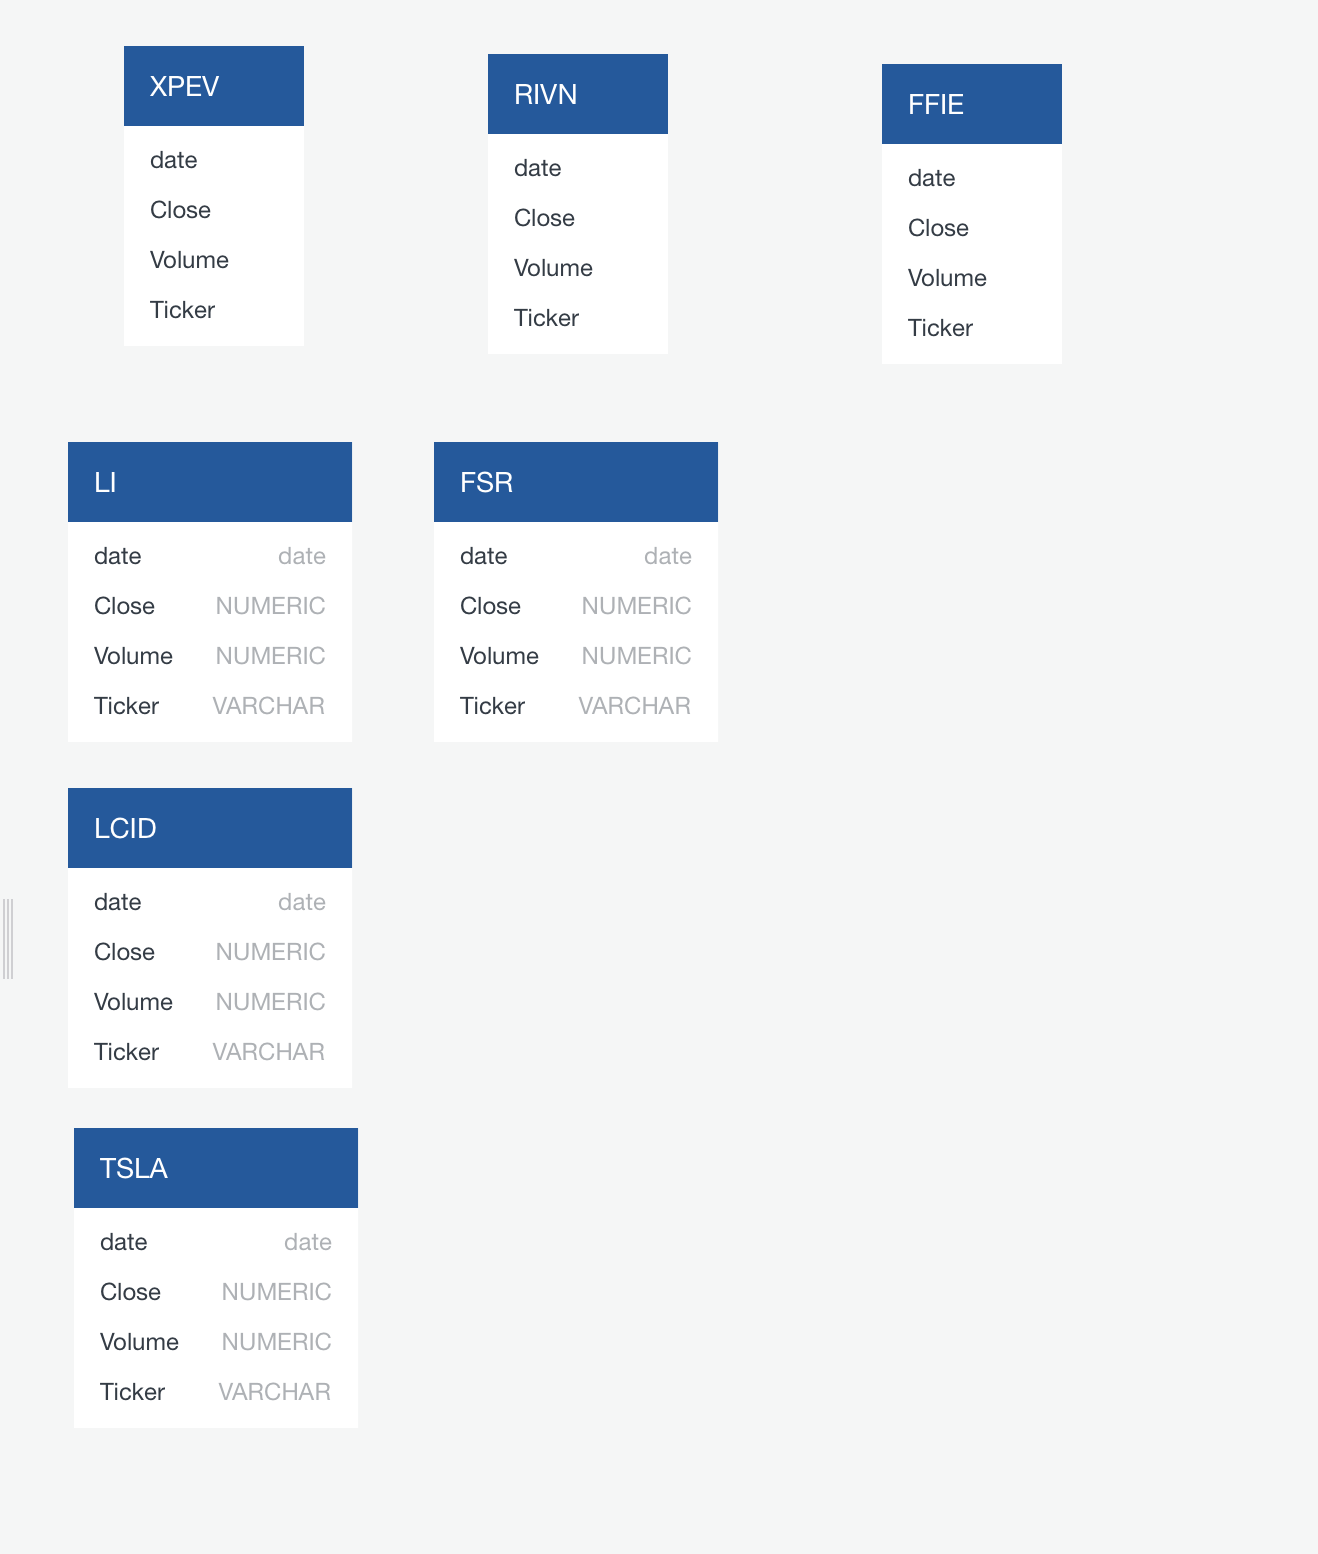 XPEV
date
Close
Volume
Ticker
RIVN
date
Close
Volume
Ticker
FFIE
date
Close
Volume
Ticker
LI
date date
Close NUMERIC
Volume NUMERIC
Ticker VARCHAR
FSR
date date
Close NUMERIC
Volume NUMERIC
Ticker VARCHAR
LCID
date date
Close NUMERIC
Volume NUMERIC
Ticker VARCHAR
TSLA
date date
Close NUMERIC
Volume NUMERIC
Ticker VARCHAR